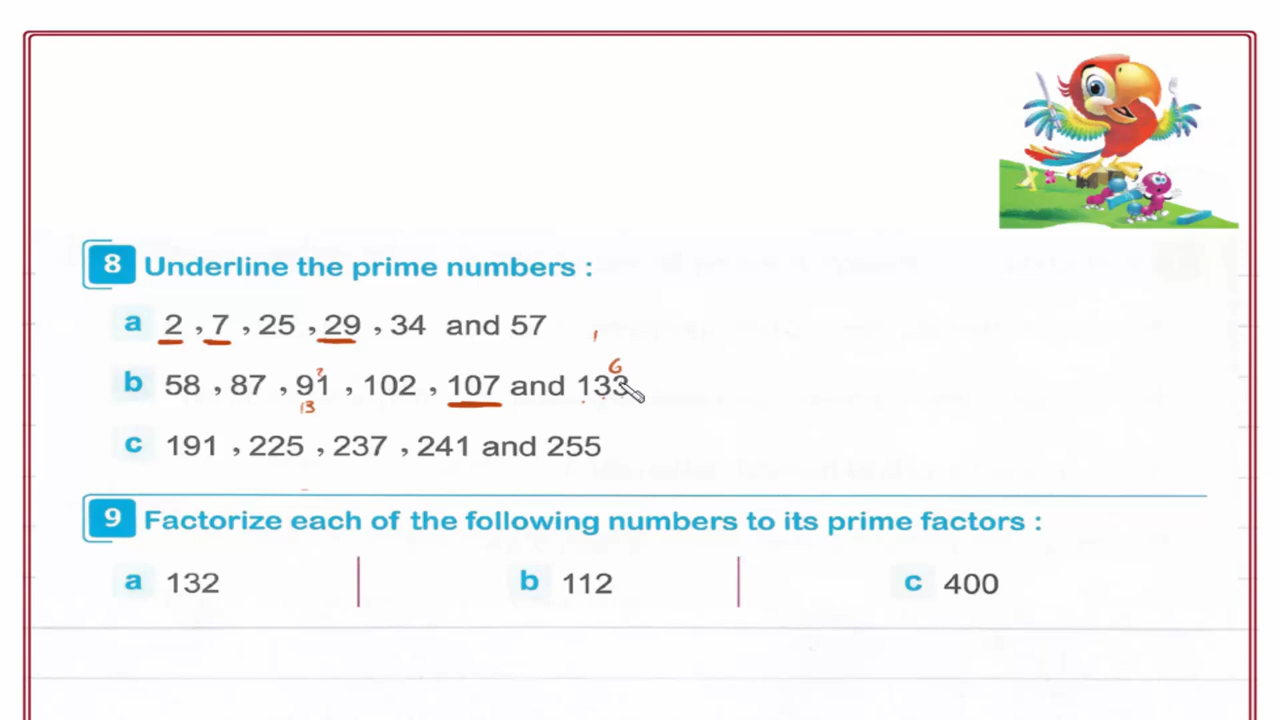 8 Underline the prime numbers :
a 2 , 7 , 25 , 29 , 34 and 57
b 58 , 87 , 91 , 102 , 107 and 133
13
c 191 , 225 , 237 , 241 and 255
9 Factorize each of the following numbers to its prime factors :
a 132 b 112 c 400